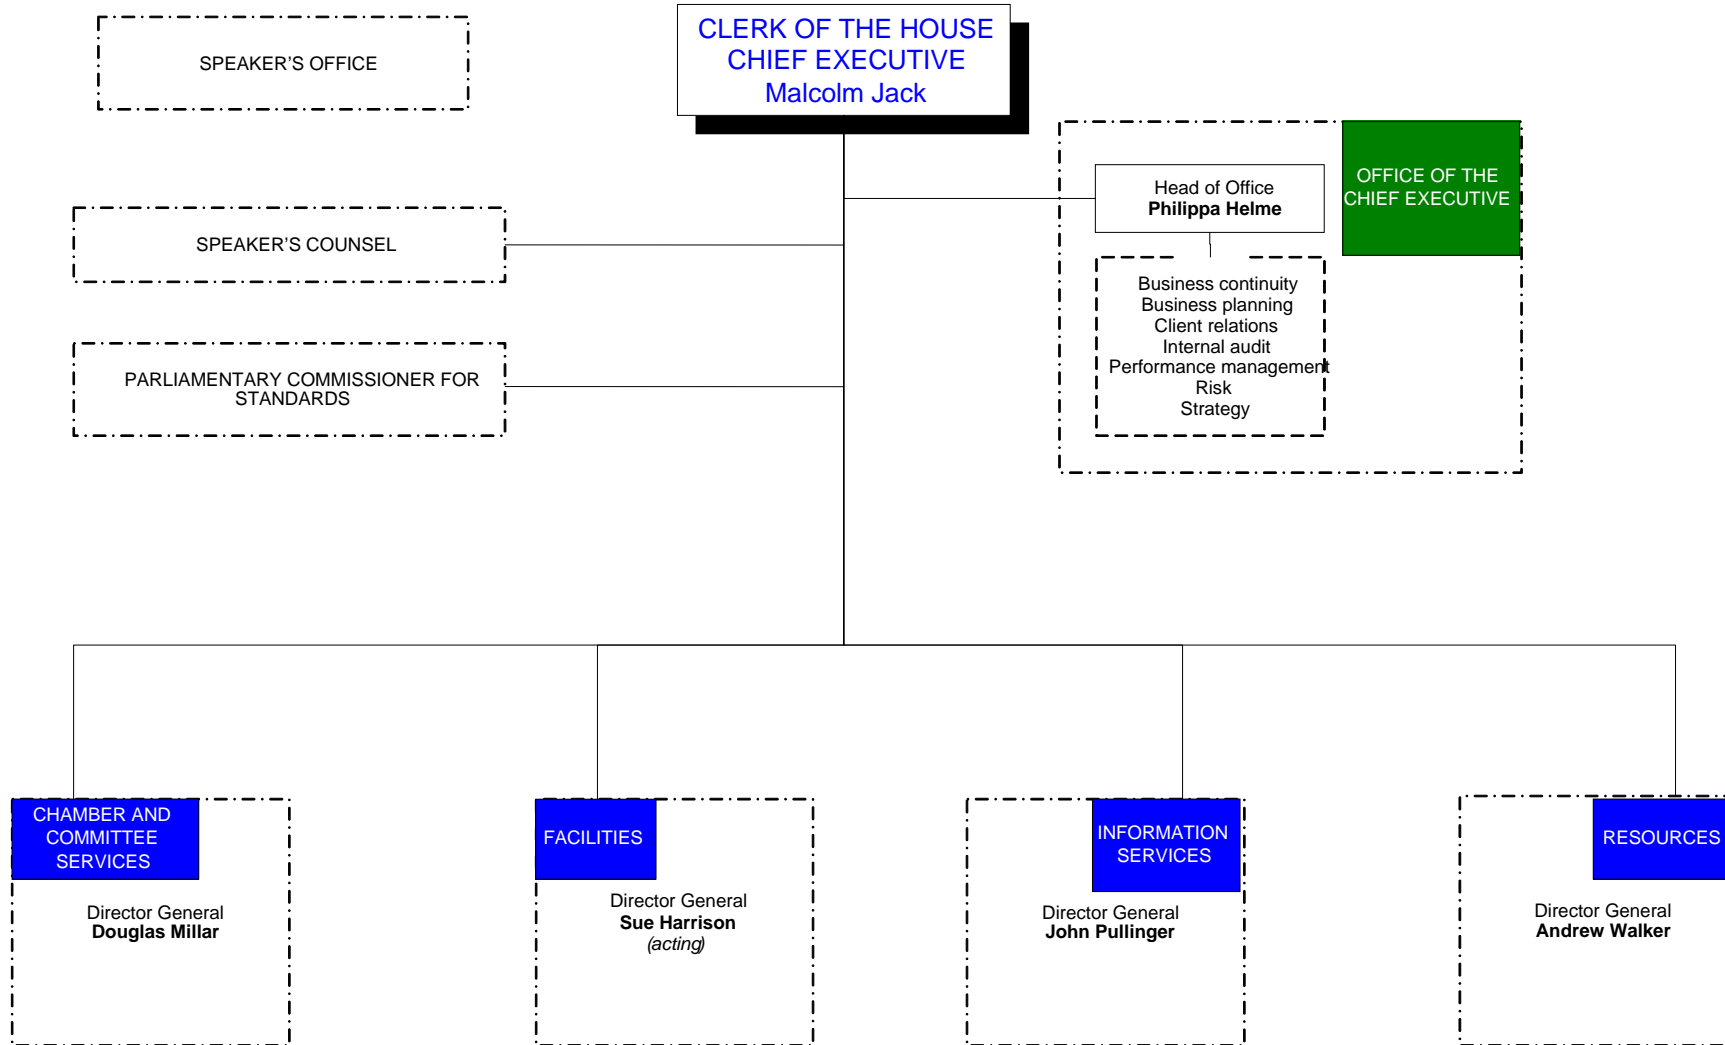 SPEAKER'S OFFICE
CLERK OF THE HOUSE
CHIEF EXECUTIVE
Malcolm Jack
OFFICE OF THE
CHIEF EXECUTIVE
Head of Office
Philippa Helme
SPEAKER'S COUNSEL
Business continuity
Business planning
Client relations
Internal audit
Performance management
Risk
Strategy
PARLIAMENTARY COMMISSIONER FOR
STANDARDS
CHAMBER AND
COMMITTEE
SERVICES
Director General
Douglas Millar
FACILITIES
Director General
Sue Harrison
(acting)
INFORMATION
SERVICES
Director General
John Pullinger
RESOURCES
Director General
Andrew Walker